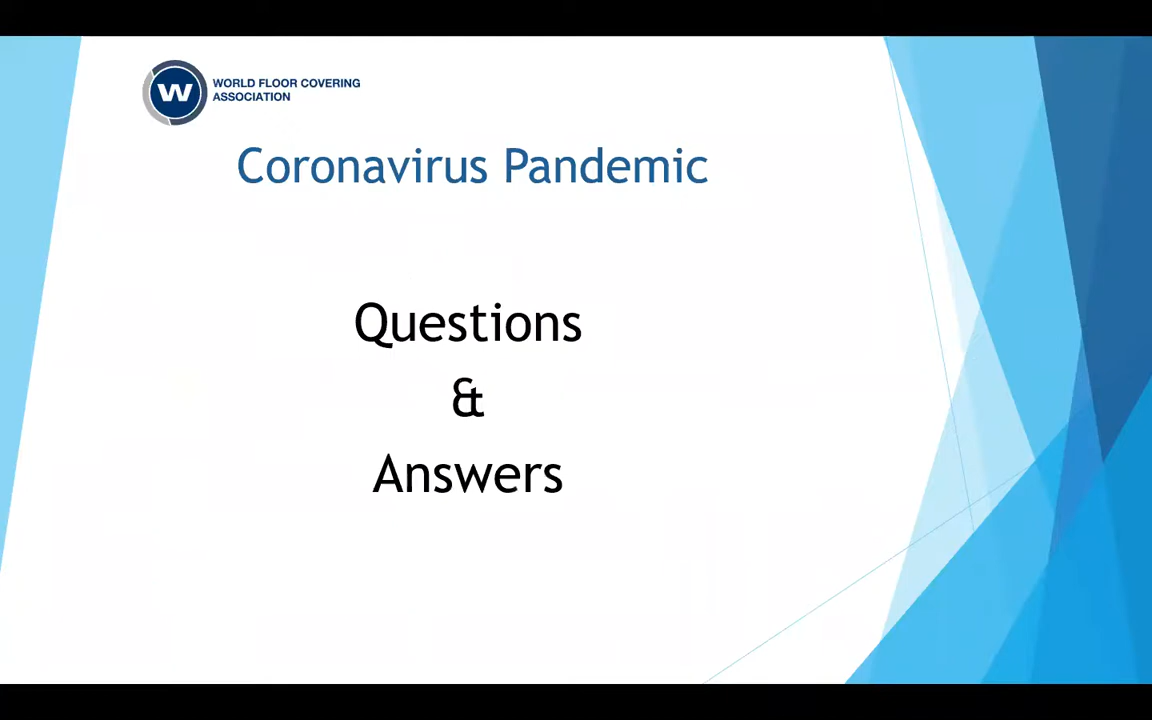 W
WORLD FLOOR COVERING
ASSOCIATION
Coronavirus Pandemic
Questions
&
Answers